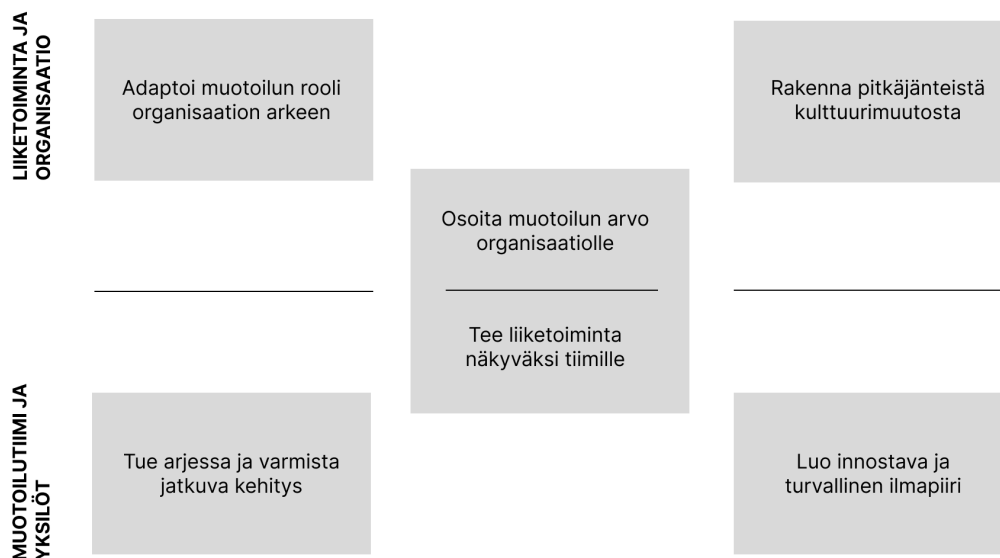 LIIKETOIMINTA JA
ORGANISAATIO
Adaptoi muotoilun rooli
organisaation arkeen
Rakenna pitkäjänteistä
kulttuurimuutosta
Osoita muotoilun arvo
organisaatiolle
Tee liiketoiminta
näkyväksi tiimille
MUOTOILUTIIMI JA
YKSILÖT
Tue arjessa ja varmista
jatkuva kehitys
Luo innostava ja
turvallinen ilmapiiri